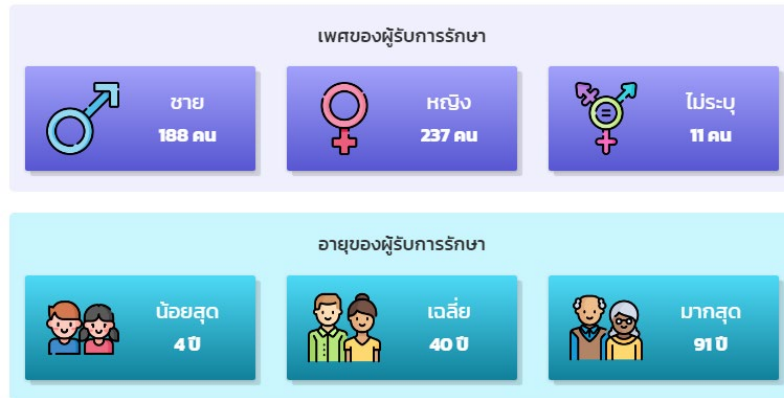 เพศของผู้รับการรักษา
ชาย
188 คน
หญิง
237 คน
ไม่ระบุ
11 คน
อายุของผู้รับการรักษา
น้อยสุด
4 ปี
เฉลี่ย
40 ปี
มากสุด
91 ปี